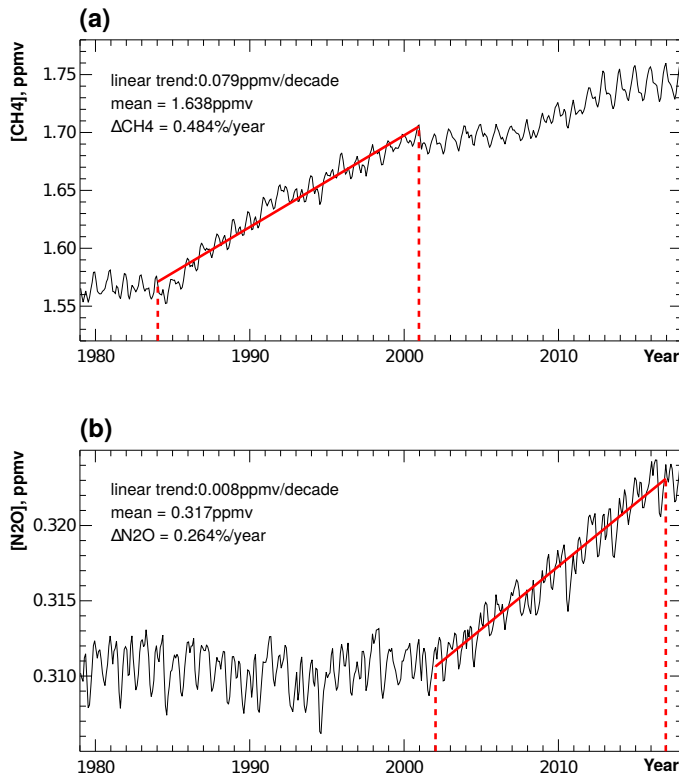 (a)
[CH4], ppmv
linear trend:0.079ppmv/decade
mean = 1.638ppmv
ΔCH4 = 0.484%/year
1.75
1.70
1.65
1.60
1.55
1980 1990 2000 2010 Year
(b)
[N2O], ppmv
linear trend:0.008ppmv/decade
mean = 0.317ppmv
ΔN2O = 0.264%/year
0.320
0.315
0.310
1980 1990 2000 2010 Year